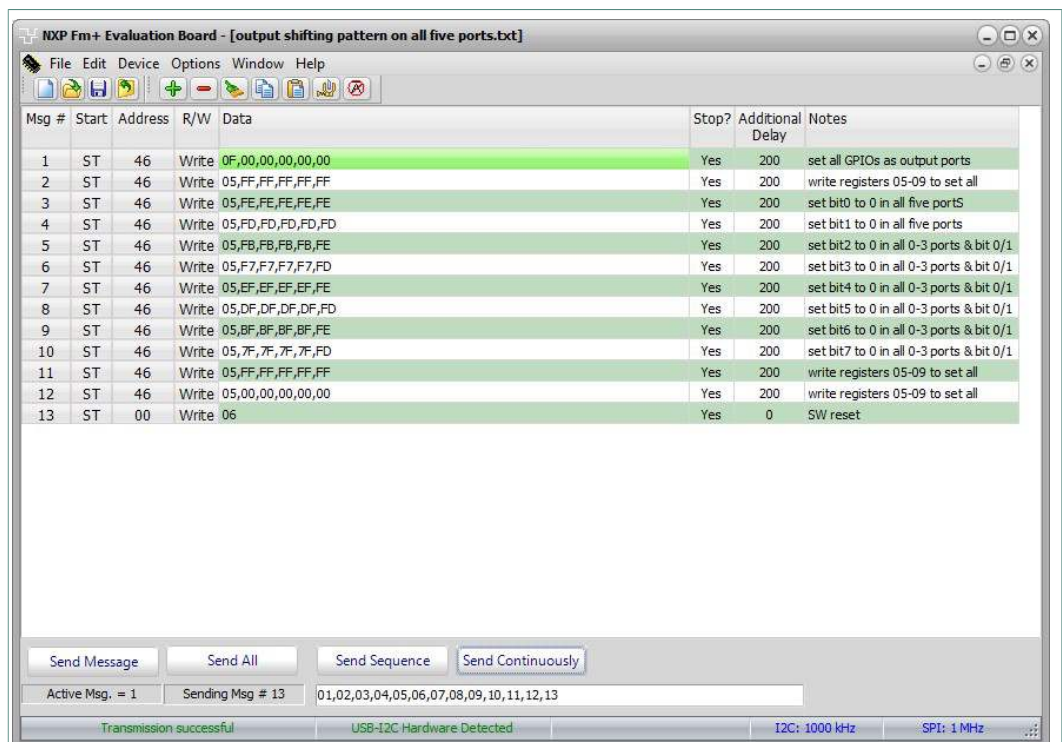 NXP Fm+ Evaluation Board - [output shifting pattern on all five ports.txt]
File Edit Device Options Window Help
Msg # Start Address R/W Data Stop? Additional Delay Notes
1 ST 46 Write 0F,00,00,00,00,00 Yes 200 set all GPIOs as output ports
2 ST 46 Write 05,FF,FF,FF,FF,FF Yes 200 write registers 05-09 to set all
3 ST 46 Write 05,FE,FE,FE,FE,FE Yes 200 set bit0 to 0 in all five portS
4 ST 46 Write 05,FD,FD,FD,FD,FD Yes 200 set bit1 to 0 in all five ports
5 ST 46 Write 05,FB,FB,FB,FB,FE Yes 200 set bit2 to 0 in all 0-3 ports & bit 0/1
6 ST 46 Write 05,F7,F7,F7,F7,FD Yes 200 set bit3 to 0 in all 0-3 ports & bit 0/1
7 ST 46 Write 05,EF,EF,EF,EF,FE Yes 200 set bit4 to 0 in all 0-3 ports & bit 0/1
8 ST 46 Write 05,DF,DF,DF,DF,FD Yes 200 set bit5 to 0 in all 0-3 ports & bit 0/1
9 ST 46 Write 05,BF,BF,BF,BF,FE Yes 200 set bit6 to 0 in all 0-3 ports & bit 0/1
10 ST 46 Write 05,7F,7F,7F,7F,FD Yes 200 set bit7 to 0 in all 0-3 ports & bit 0/1
11 ST 46 Write 05,FF,FF,FF,FF,FF Yes 200 write registers 05-09 to set all
12 ST 46 Write 05,00,00,00,00,00 Yes 200 write registers 05-09 to set all
13 ST 00 Write 06 Yes 0 SW reset
Send Message Send All Send Sequence Send Continuously
Active Msg. = 1 Sending Msg # 13 01,02,03,04,05,06,07,08,09,10,11,12,13
Transmission successful USB-I2C Hardware Detected I2C: 1000 kHz SPI: 1 MHz